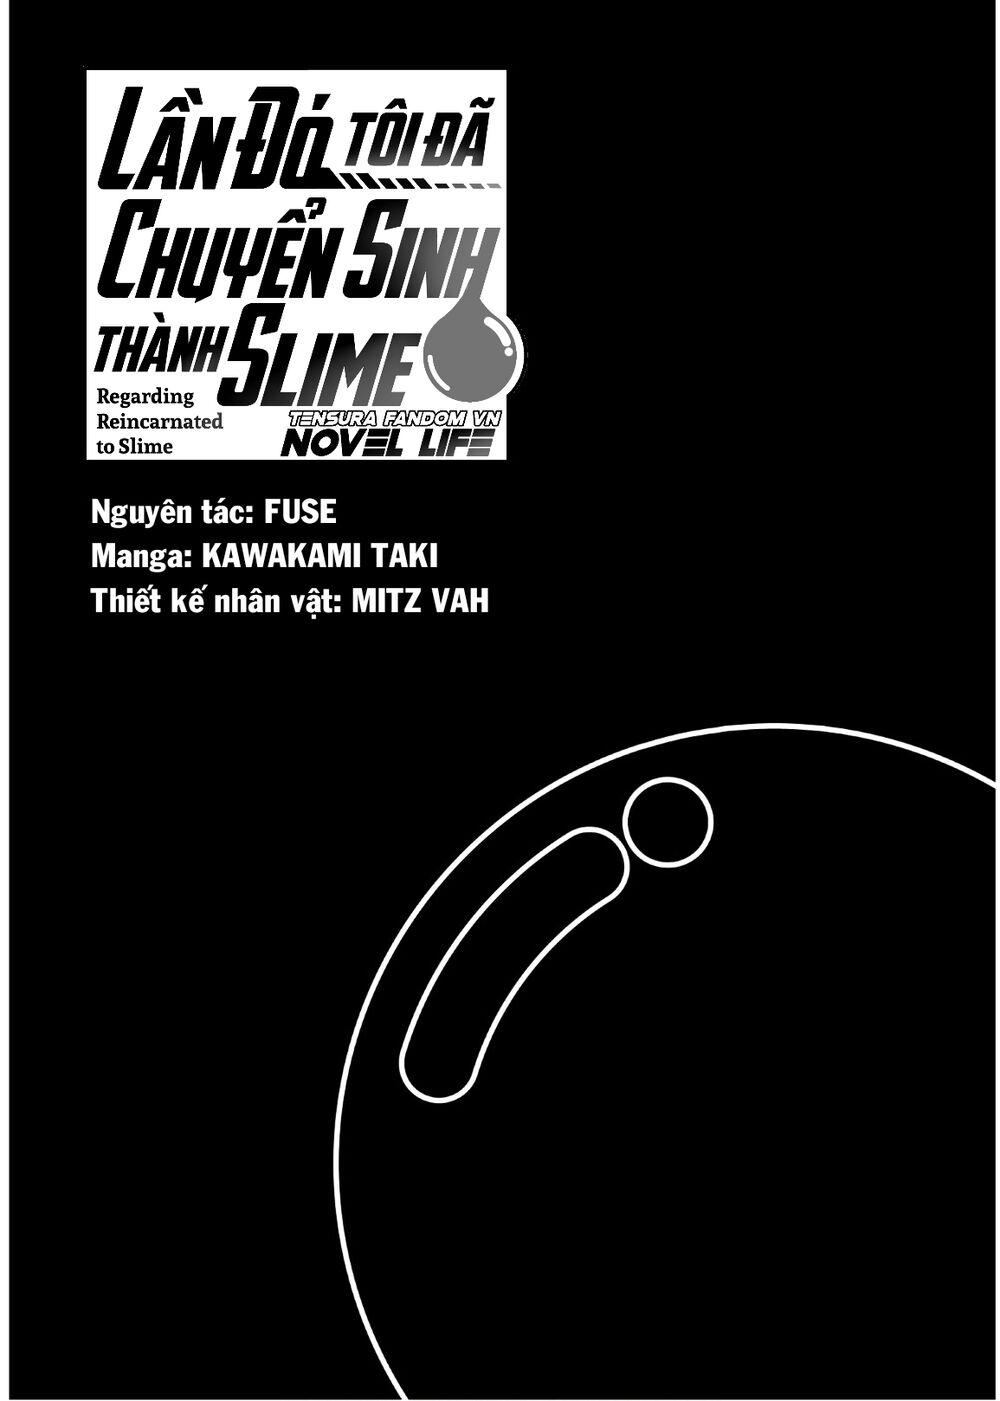 LẦN ĐÓ TÔI ĐÃ
CHUYỂN SINH
THÀNH SLIME
Regarding
Reincarnated
to Slime
TENSURA FANDOM VN
NOVEL LIFE
Nguyên tác: FUSE
Manga: KAWAKAMI TAKI
Thiết kế nhân vật: MITZ VAH